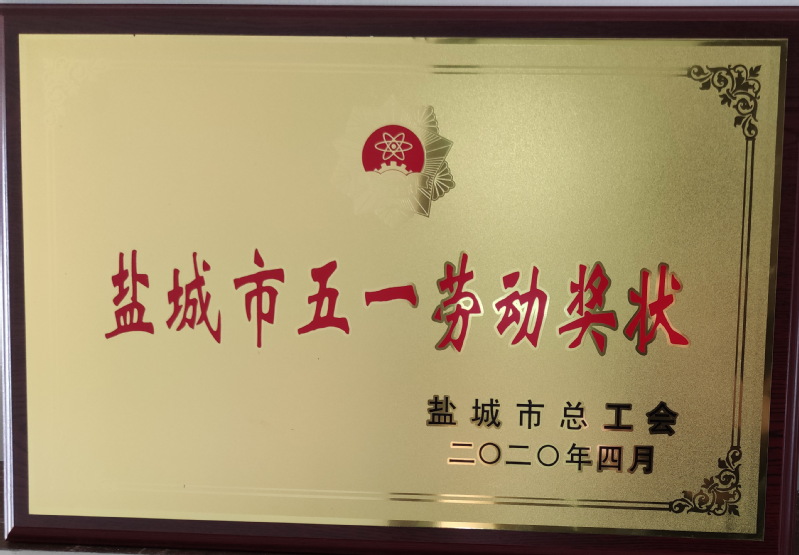 盐城市五一劳动奖状
盐城市总工会
二〇二〇年四月